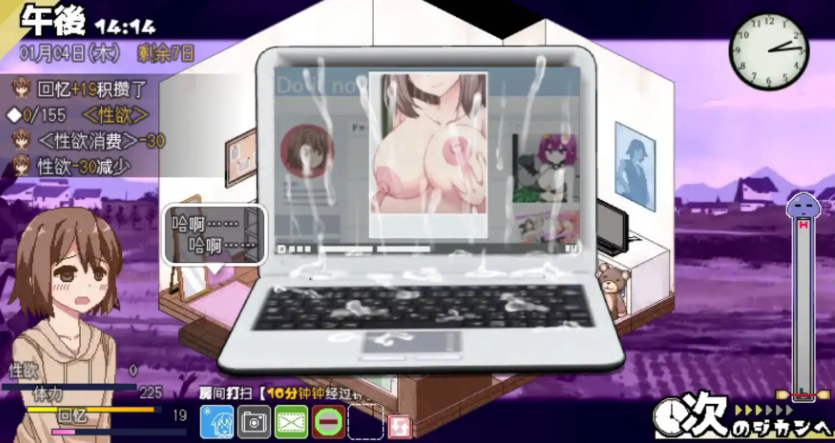 午後 14:14
01月04日(木) 剩余7日
回忆+19积攒了
0/155 <性欲>
<性欲消费>-30
性欲-30减少
Do it no
哈啊……
哈啊……
性欲 0
体力 225
回忆 19
房间打扫【10分钟钟经过
H
次のジカンへ